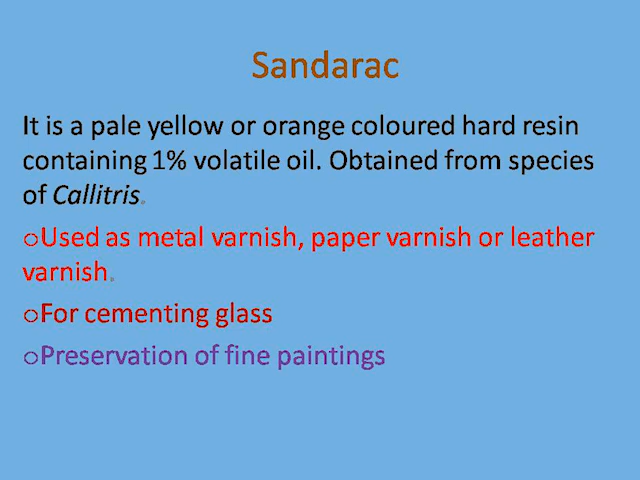 Sandarac
It is a pale yellow or orange coloured hard resin
containing 1% volatile oil. Obtained from species
of Callitris.
oUsed as metal varnish, paper varnish or leather
varnish.
oFor cementing glass
oPreservation of fine paintings